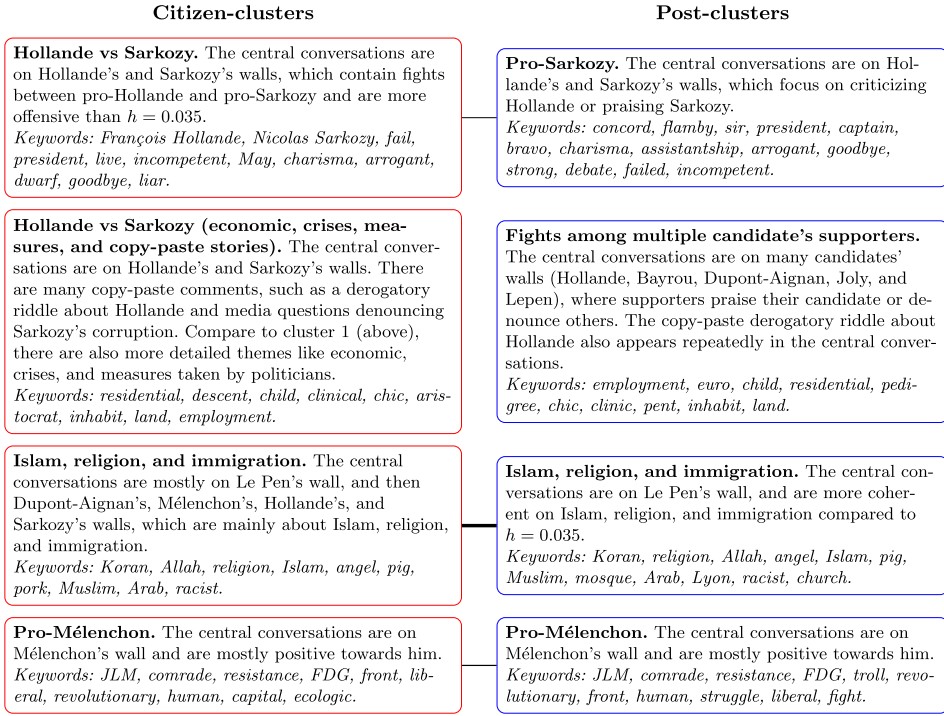 Citizen-clusters
Post-clusters
Hollande vs Sarkozy. The central conversations are
on Hollande's and Sarkozy's walls, which contain fights
between pro-Hollande and pro-Sarkozy and are more
offensive than h = 0.035.
Keywords: François Hollande, Nicolas Sarkozy, fail,
president, live, incompetent, May, charisma, arrogant,
dwarf, goodbye, liar.
Pro-Sarkozy. The central conversations are on Hol-
lande's and Sarkozy's walls, which focus on criticizing
Hollande or praising Sarkozy.
Keywords: concord, flamby, sir, president, captain,
bravo, charisma, assistantship, arrogant, goodbye,
strong, debate, failed, incompetent.
Hollande vs Sarkozy (economic, crises, mea-
sures, and copy-paste stories). The central conver-
sations are on Hollande's and Sarkozy's walls. There
are many copy-paste comments, such as a derogatory
riddle about Hollande and media questions denouncing
Sarkozy's corruption. Compare to cluster 1 (above),
there are also more detailed themes like economic,
crises, and measures taken by politicians.
Keywords: residential, descent, child, clinical, chic, aris-
tocrat, inhabit, land, employment.
Fights among multiple candidate's supporters.
The central conversations are on many candidates'
walls (Hollande, Bayrou, Dupont-Aignan, Joly, and
Lepen), where supporters praise their candidate or de-
nounce others. The copy-paste derogatory riddle about
Hollande also appears repeatedly in the central conver-
sations.
Keywords: employment, euro, child, residential, pedi-
gree, chic, clinic, pent, inhabit, land.
Islam, religion, and immigration. The central
conversations are mostly on Le Pen's wall, and then
Dupont-Aignan's, Mélenchon's, Hollande's, and
Sarkozy's walls, which are mainly about Islam, religion,
and immigration.
Keywords: Koran, Allah, religion, Islam, angel, pig,
pork, Muslim, Arab, racist.
Islam, religion, and immigration. The central con-
versations are on Le Pen's wall, and are more coher-
ent on Islam, religion, and immigration compared to
h = 0.035.
Keywords: Koran, religion, Allah, angel, Islam, pig,
Muslim, mosque, Arab, Lyon, racist, church.
Pro-Mélenchon. The central conversations are on
Mélenchon's wall and are mostly positive towards him.
Keywords: JLM, comrade, resistance, FDG, front, lib-
eral, revolutionary, human, capital, ecologic.
Pro-Mélenchon. The central conversations are on
Mélenchon's wall and are mostly positive towards him.
Keywords: JLM, comrade, resistance, FDG, troll, revo-
lutionary, front, human, struggle, liberal, fight.